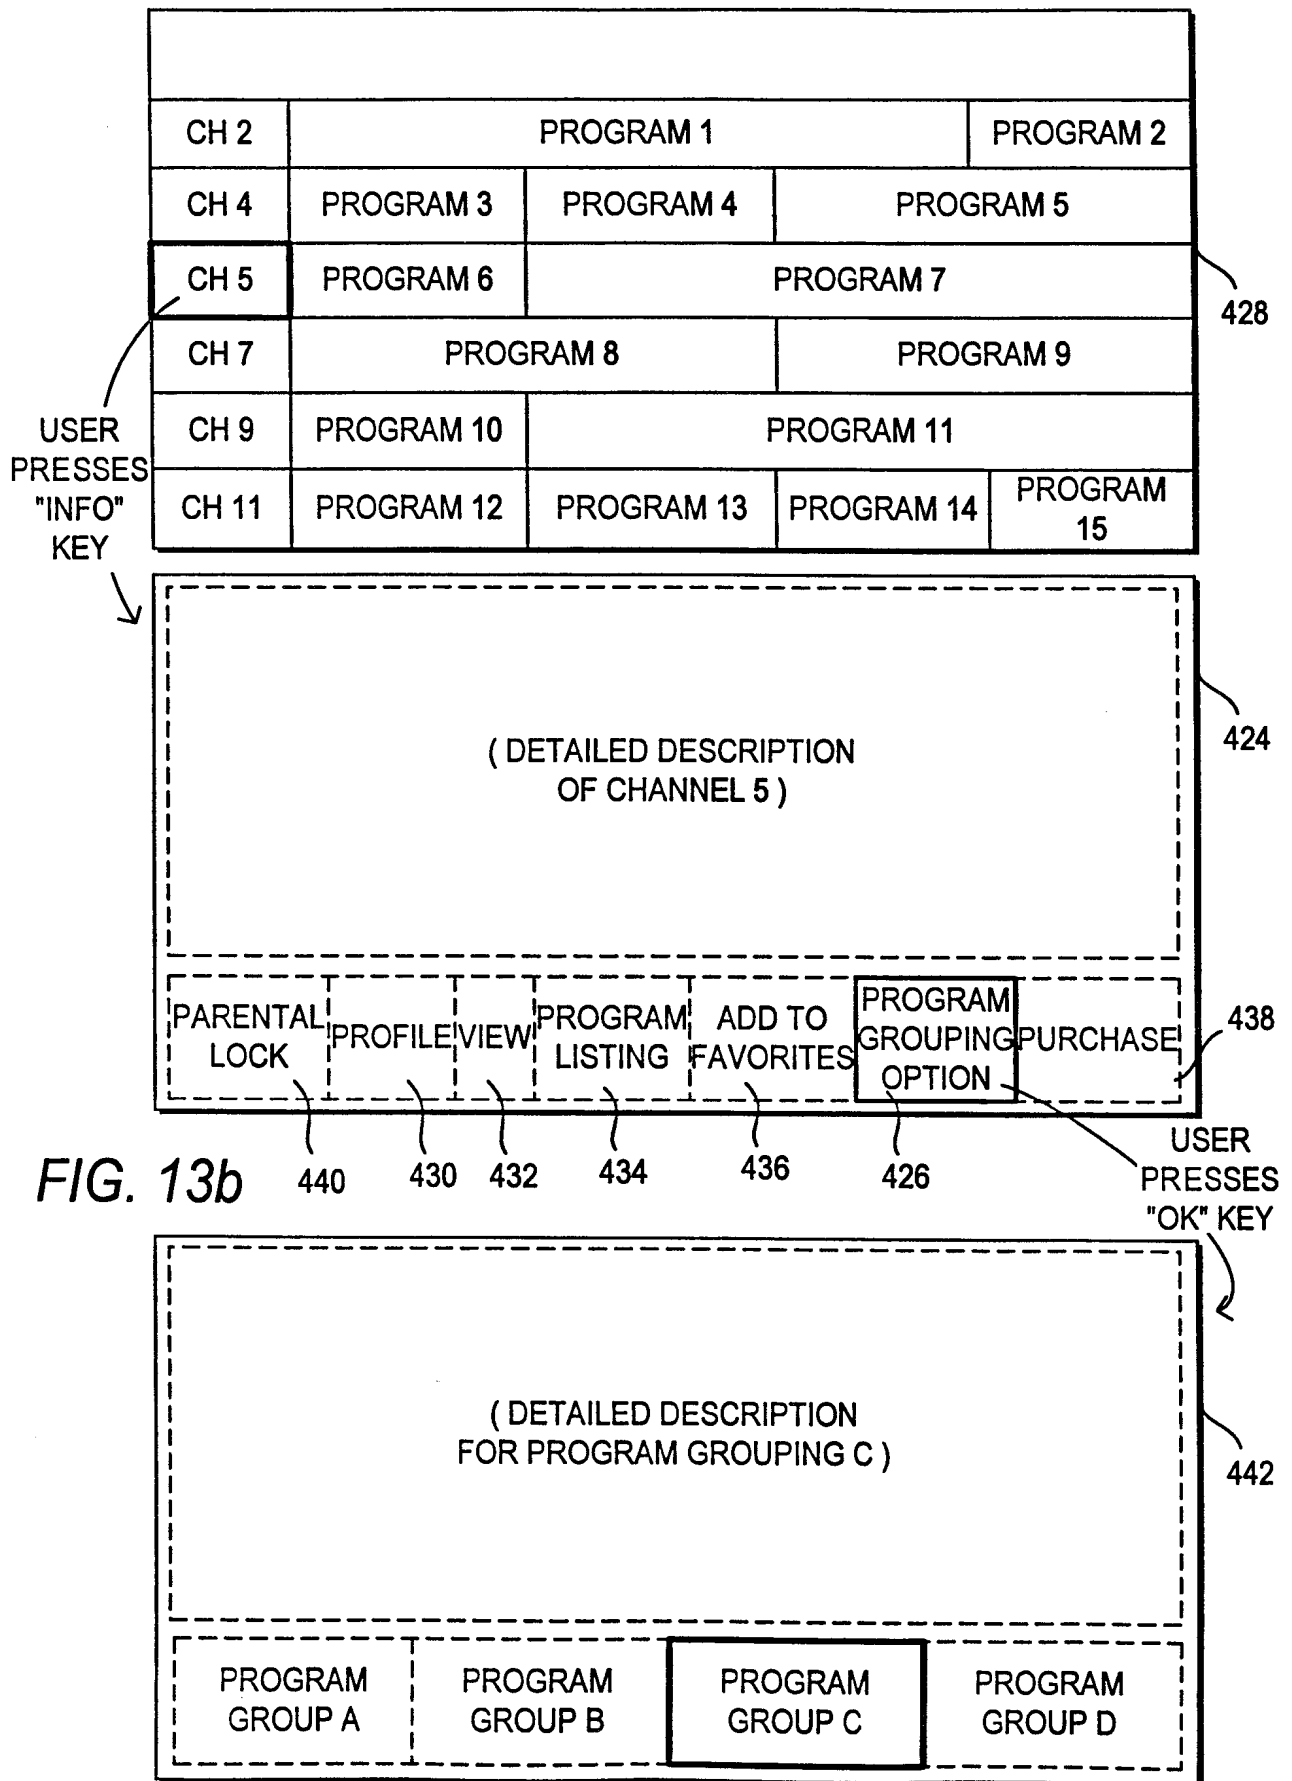 CH 2 PROGRAM 1 PROGRAM 2
CH 4 PROGRAM 3 PROGRAM 4 PROGRAM 5
CH 5 PROGRAM 6 PROGRAM 7
428
CH 7 PROGRAM 8 PROGRAM 9
USER
PRESSES
"INFO"
KEY
CH 9 PROGRAM 10 PROGRAM 11
CH 11 PROGRAM 12 PROGRAM 13 PROGRAM 14 PROGRAM
15
424
( DETAILED DESCRIPTION
OF CHANNEL 5 )
PARENTAL
LOCK
PROFILE
VIEW
PROGRAM
LISTING
ADD TO
FAVORITES
PROGRAM
GROUPING
OPTION
PURCHASE
438
440 430 432 434 436 426
USER
PRESSES
"OK" KEY
FIG. 13b
( DETAILED DESCRIPTION
FOR PROGRAM GROUPING C )
442
PROGRAM
GROUP A
PROGRAM
GROUP B
PROGRAM
GROUP C
PROGRAM
GROUP D